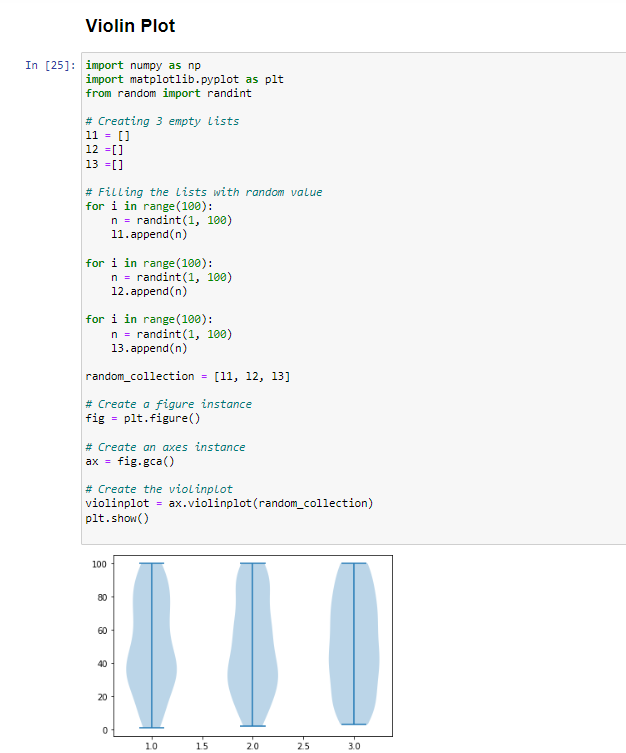 Violin Plot
In [25]: import numpy as np
import matplotlib.pyplot as plt
from random import randint
# Creating 3 empty lists
l1 = []
l2 =[]
l3 =[]
# Filling the lists with random value
for i in range(100):
    n = randint(1, 100)
    l1.append(n)
for i in range(100):
    n = randint(1, 100)
    l2.append(n)
for i in range(100):
    n = randint(1, 100)
    l3.append(n)
random_collection = [l1, l2, l3]
# Create a figure instance
fig = plt.figure()
# Create an axes instance
ax = fig.gca()
# Create the violinplot
violinplot = ax.violinplot(random_collection)
plt.show()
100
80
60
40
20
0
1.0 1.5 2.0 2.5 3.0